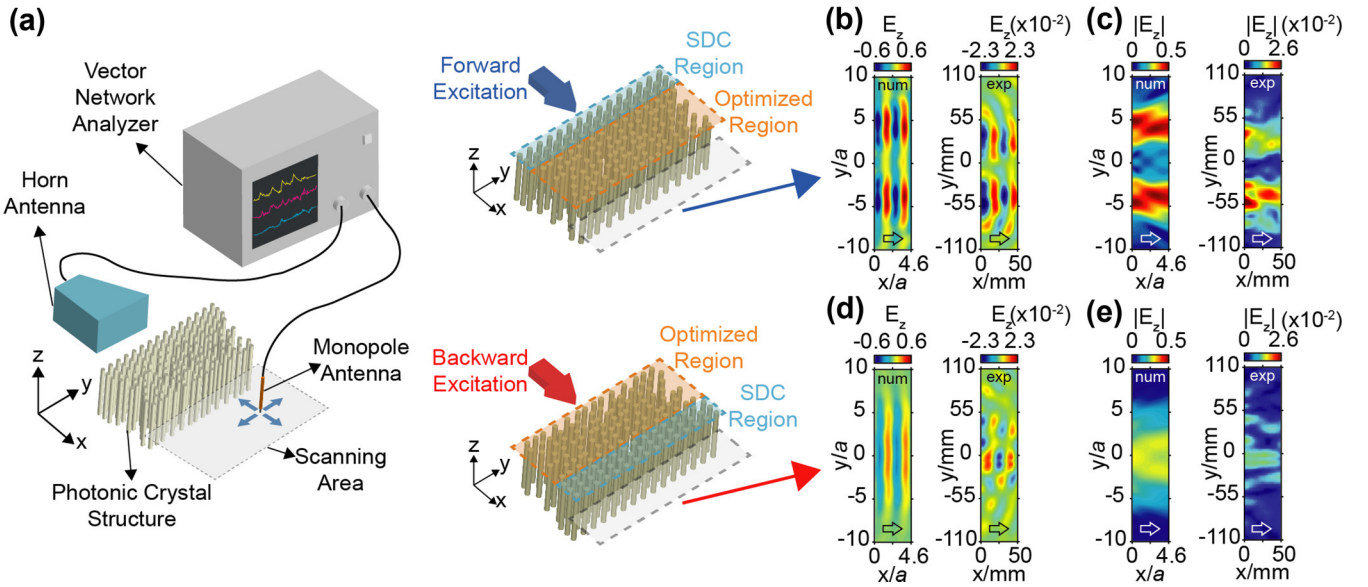 (a)
Vector
Network
Analyzer
Horn
Antenna
z
y
x
Monopole
Antenna
Scanning
Area
Photonic Crystal
Structure
Forward
Excitation
SDC
Region
Optimized
Region
z
y
x
Backward
Excitation
Optimized
Region
SDC
Region
z
y
x
(b)
E_z
-0.6 0.6
num
10
5
0
-5
-10
y/a
0 4.6
x/a
E_z(x10^-2)
-2.3 2.3
exp
110
55
0
-55
-110
y/mm
0 50
x/mm
(c)
|E_z|
0 0.5
num
10
5
0
-5
-10
y/a
0 4.6
x/a
|E_z| (x10^-2)
0 2.6
exp
110
55
0
-55
-110
y/mm
0 50
x/mm
(d)
E_z
-0.6 0.6
num
10
5
0
-5
-10
y/a
0 4.6
x/a
E_z(x10^-2)
-2.3 2.3
exp
110
55
0
-55
-110
y/mm
0 50
x/mm
(e)
|E_z|
0 0.5
num
10
5
0
-5
-10
y/a
0 4.6
x/a
|E_z| (x10^-2)
0 2.6
exp
110
55
0
-55
-110
y/mm
0 50
x/mm